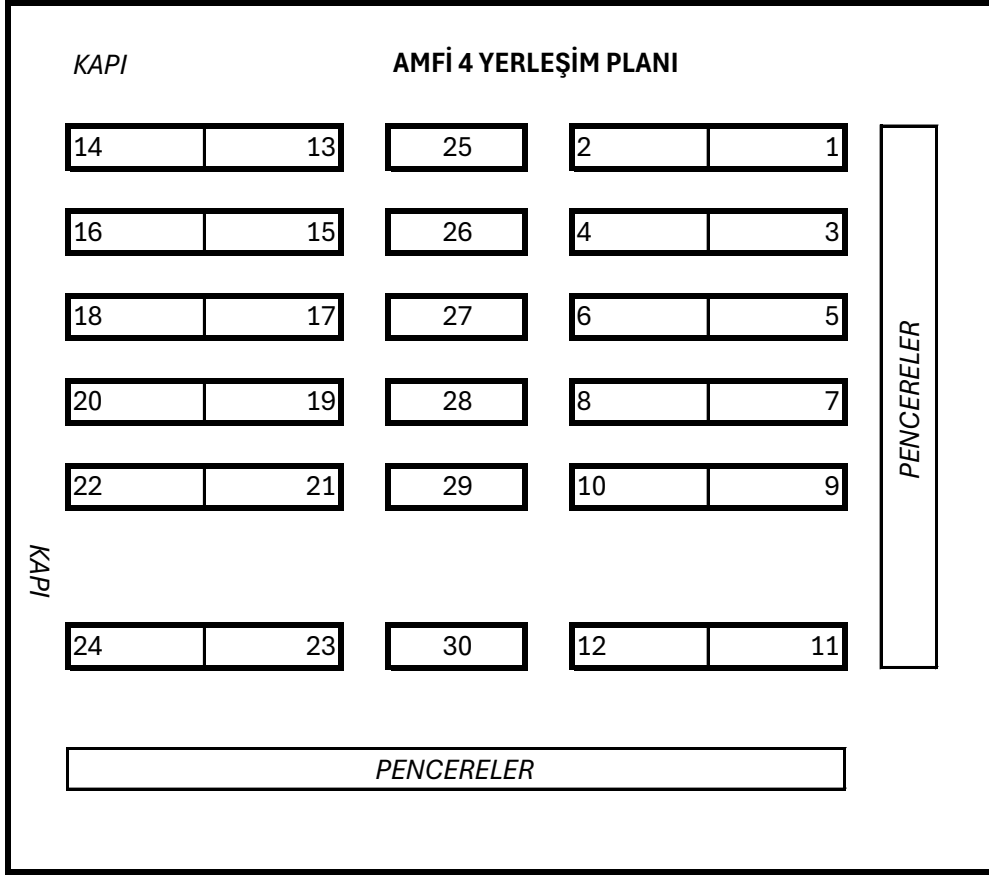 KAPI AMFİ 4 YERLEŞİM PLANI
14 13 25 2 1
16 15 26 4 3
18 17 27 6 5
20 19 28 8 7
22 21 29 10 9
KAPI
24 23 30 12 11
PENCERELER
PENCERELER